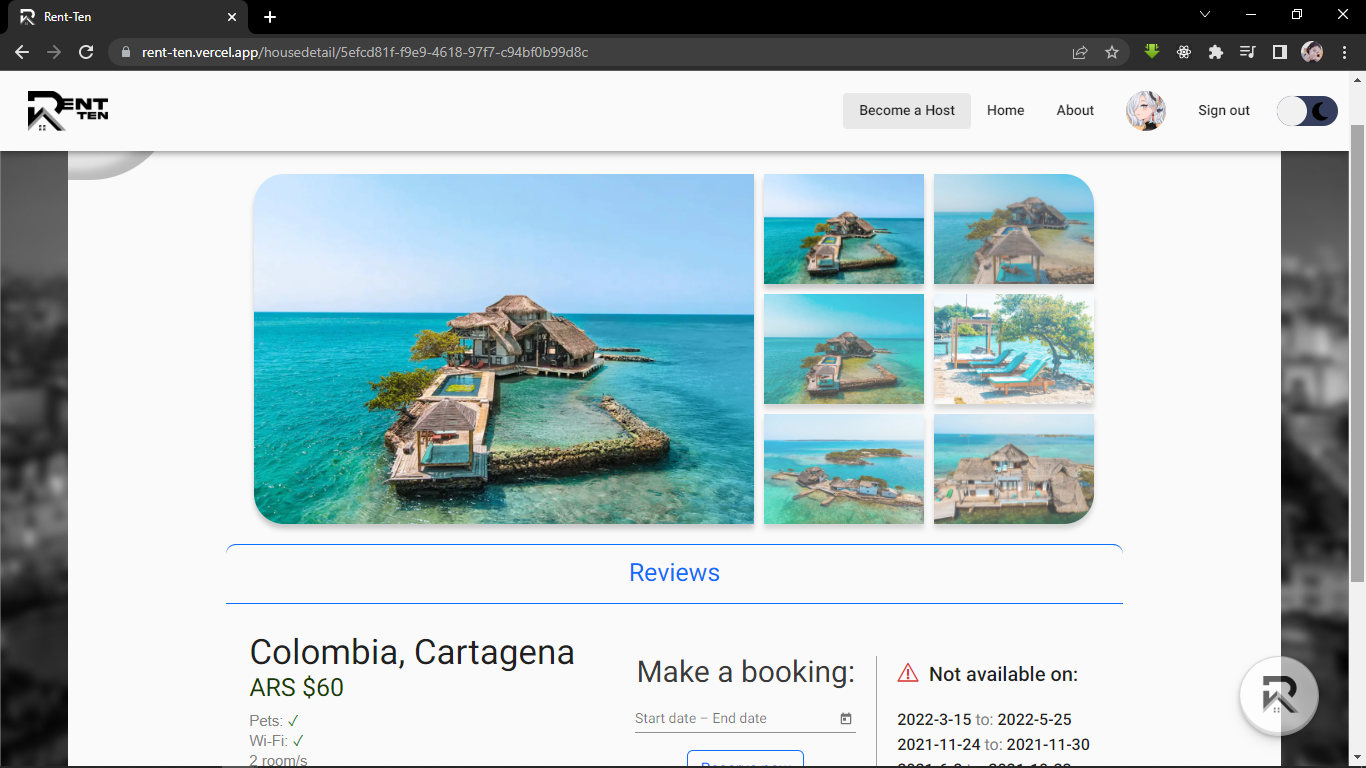 Rent-Ten
rent-ten.vercel.app/housedetail/5efcd81f-f9e9-4618-97f7-c94bf0b99d8c
RENT
TEN
Become a Host
Home
About
Sign out
Reviews
Colombia, Cartagena
ARS $60
Pets: ✓
Wi-Fi: ✓
2 room/s
Make a booking:
Start date – End date
Reserve now
Not available on:
2022-3-15 to: 2022-5-25
2021-11-24 to: 2021-11-30